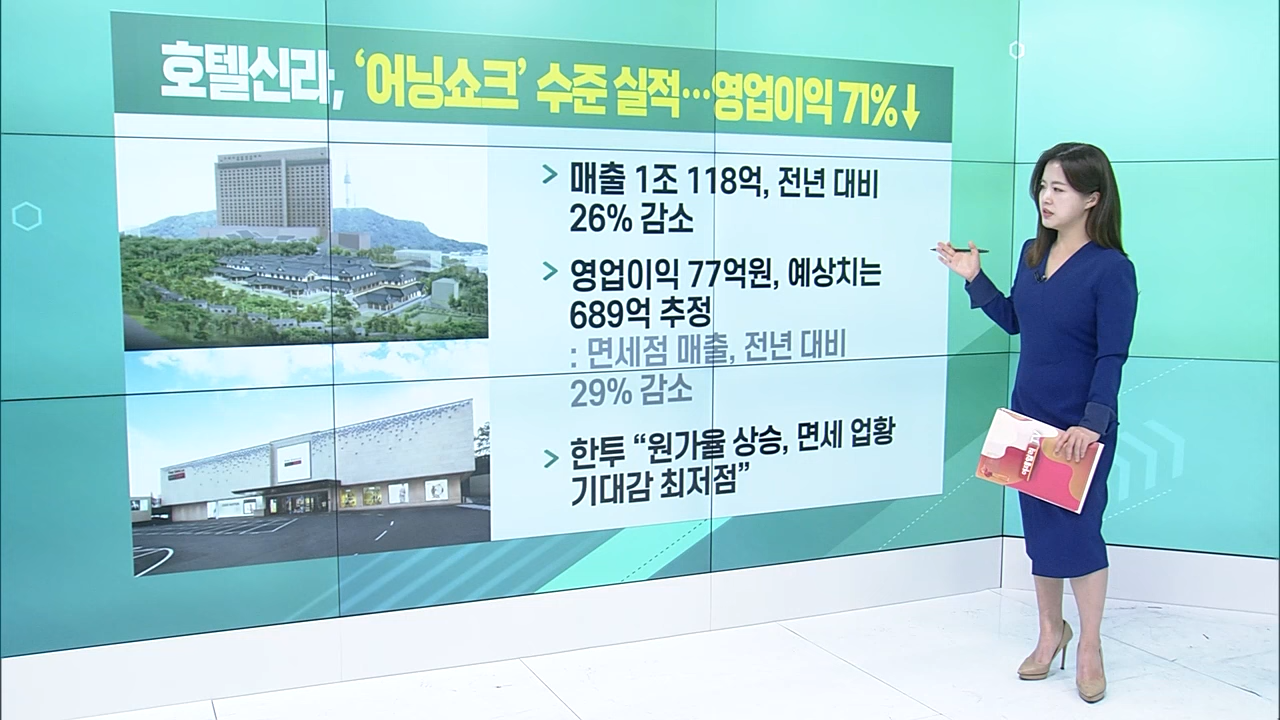 호텔신라, ‘어닝쇼크’ 수준 실적…영업이익 71%↓
> 매출 1조 118억, 전년 대비
26% 감소
> 영업이익 77억원, 예상치는
689억 추정
: 면세점 매출, 전년 대비
29% 감소
> 한투 “원가율 상승, 면세 업황
기대감 최저점”